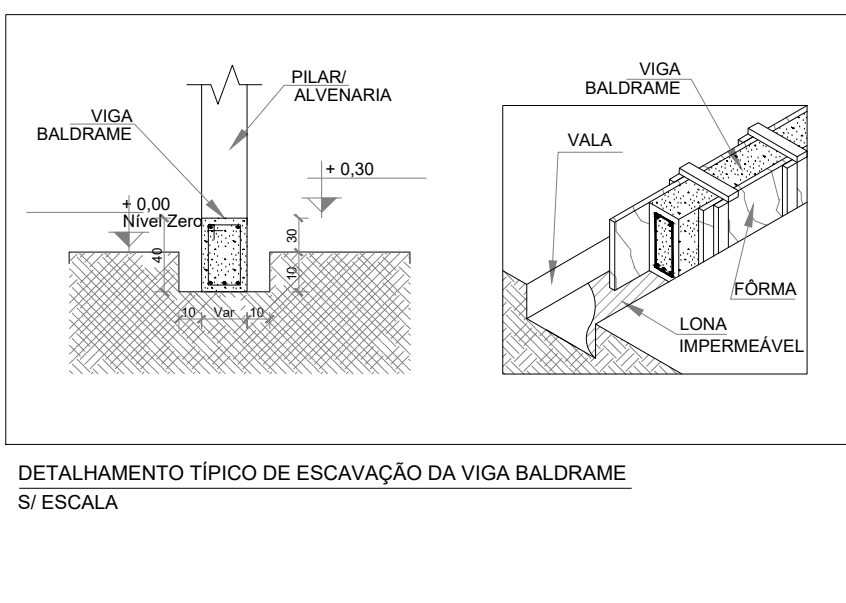 PILAR/
ALVENARIA
VIGA
BALDRAME
+ 0,30
+ 0,00
Nível Zero
40
30
10
10
Var
10
VIGA
BALDRAME
VALA
FÔRMA
LONA
IMPERMEÁVEL
DETALHAMENTO TÍPICO DE ESCAVAÇÃO DA VIGA BALDRAME
S/ ESCALA